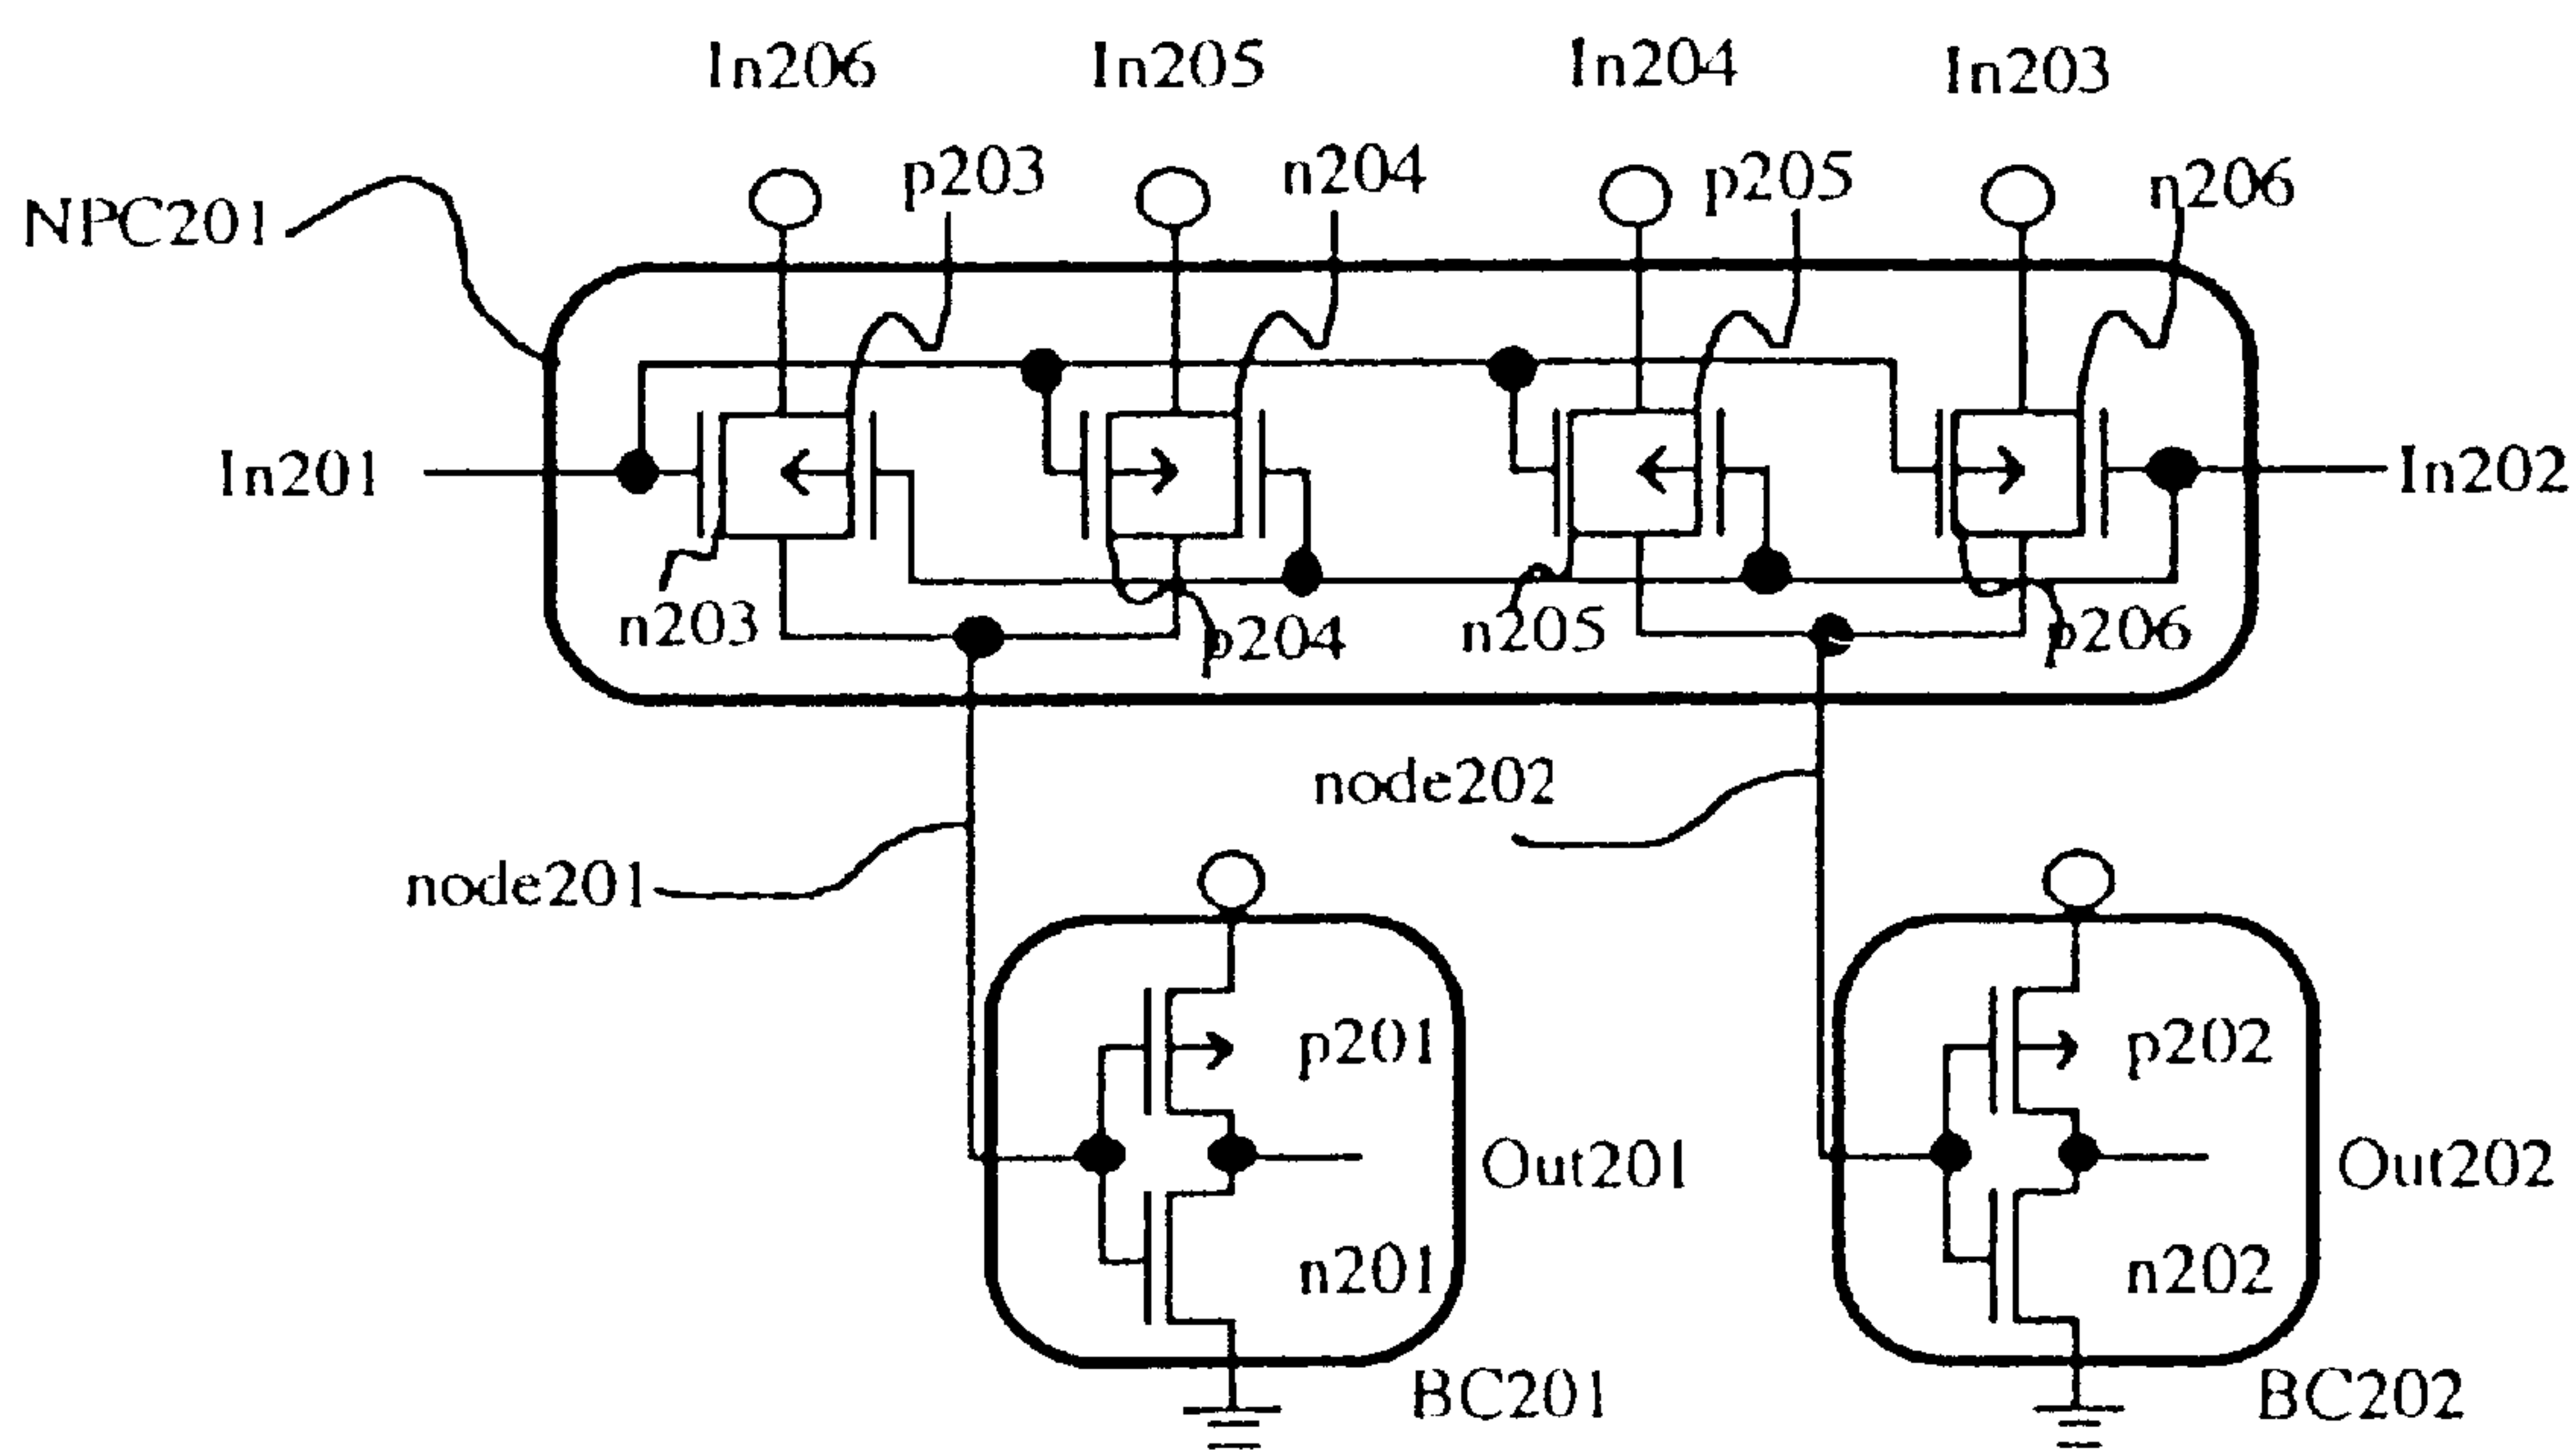 In206 In205 In204 In203
p203 n204 p205 n206
NPC201
In201 In202
n203 p204 n205 p206
node202
node201
p201 p202
Out201 Out202
n201 n202
BC201 BC202